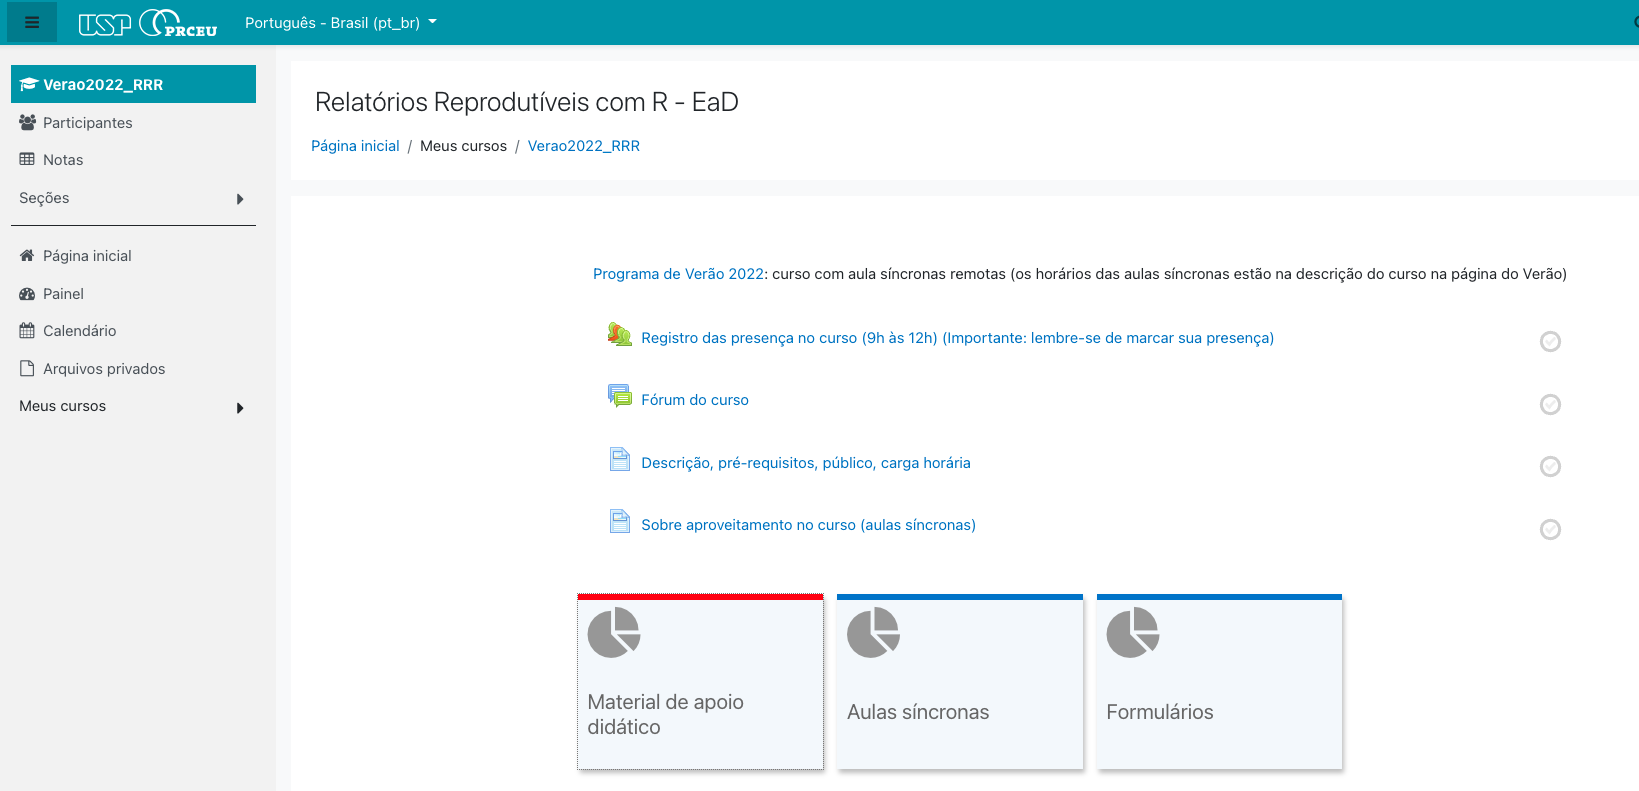 USP PRCEU
Português - Brasil (pt_br)
Verao2022_RRR
Participantes
Notas
Seções
Página inicial
Painel
Calendário
Arquivos privados
Meus cursos
Relatórios Reprodutíveis com R - EaD
Página inicial / Meus cursos / Verao2022_RRR
Programa de Verão 2022: curso com aula síncronas remotas (os horários das aulas síncronas estão na descrição do curso na página do Verão)
Registro das presença no curso (9h às 12h) (Importante: lembre-se de marcar sua presença)
Fórum do curso
Descrição, pré-requisitos, público, carga horária
Sobre aproveitamento no curso (aulas síncronas)
Material de apoio
didático
Aulas síncronas
Formulários